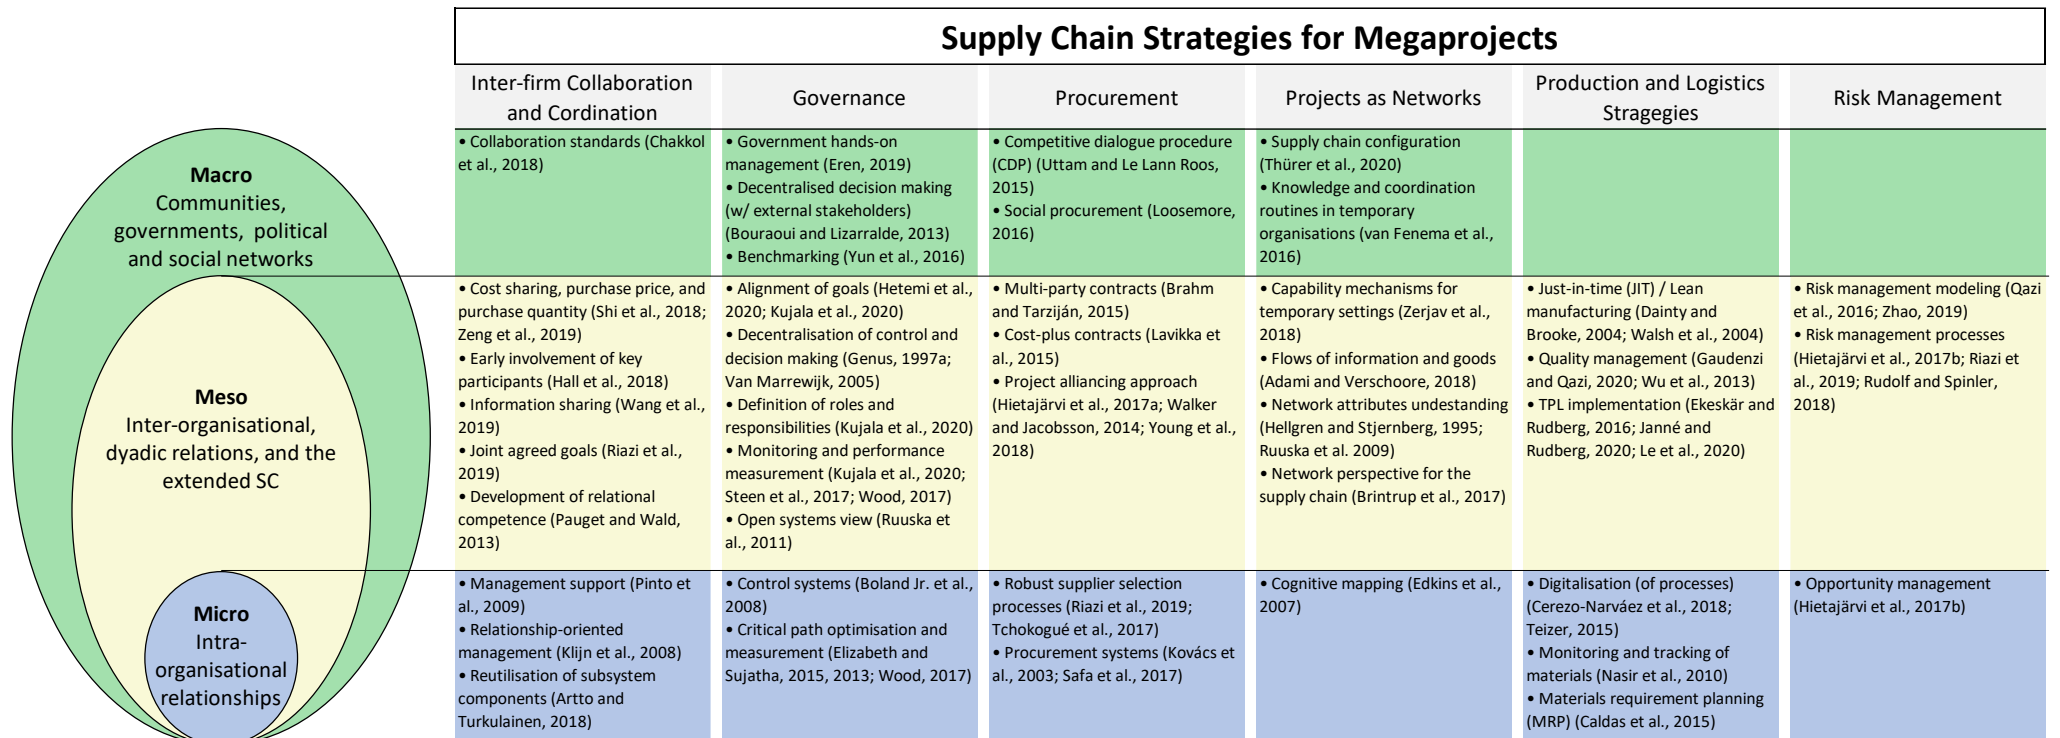 Supply Chain Strategies for Megaprojects
Inter-firm Collaboration
and Cordination
Governance
Procurement
Projects as Networks
Production and Logistics
Stragegies
Risk Management
Macro
Communities,
governments, political
and social networks
• Collaboration standards (Chakkol
et al., 2018)
• Government hands-on
management (Eren, 2019)
• Decentralised decision making
(w/ external stakeholders)
(Bouraoui and Lizarralde, 2013)
• Benchmarking (Yun et al., 2016)
• Competitive dialogue procedure
(CDP) (Uttam and Le Lann Roos,
2015)
• Social procurement (Loosemore,
2016)
• Supply chain configuration
(Thürer et al., 2020)
• Knowledge and coordination
routines in temporary
organisations (van Fenema et al.,
2016)
Meso
Inter-organisational,
dyadic relations, and the
extended SC
• Cost sharing, purchase price, and
purchase quantity (Shi et al., 2018;
Zeng et al., 2019)
• Early involvement of key
participants (Hall et al., 2018)
• Information sharing (Wang et al.,
2019)
• Joint agreed goals (Riazi et al.,
2019)
• Development of relational
competence (Pauget and Wald,
2013)
• Alignment of goals (Hetemi et al.,
2020; Kujala et al., 2020)
• Decentralisation of control and
decision making (Genus, 1997a;
Van Marrewijk, 2005)
• Definition of roles and
responsibilities (Kujala et al., 2020)
• Monitoring and performance
measurement (Kujala et al., 2020;
Steen et al., 2017; Wood, 2017)
• Open systems view (Ruuska et
al., 2011)
• Multi-party contracts (Brahm
and Tarziján, 2015)
• Cost-plus contracts (Lavikka et
al., 2015)
• Project alliancing approach
(Hietajärvi et al., 2017a; Walker
and Jacobsson, 2014; Young et al.,
2018)
• Capability mechanisms for
temporary settings (Zerjav et al.,
2018)
• Flows of information and goods
(Adami and Verschoore, 2018)
• Network attributes undestanding
(Hellgren and Stjernberg, 1995;
Ruuska et al. 2009)
• Network perspective for the
supply chain (Brintrup et al., 2017)
• Just-in-time (JIT) / Lean
manufacturing (Dainty and
Brooke, 2004; Walsh et al., 2004)
• Quality management (Gaudenzi
and Qazi, 2020; Wu et al., 2013)
• TPL implementation (Ekeskär and
Rudberg, 2016; Janné and
Rudberg, 2020; Le et al., 2020)
• Risk management modeling (Qazi
et al., 2016; Zhao, 2019)
• Risk management processes
(Hietajärvi et al., 2017b; Riazi et
al., 2019; Rudolf and Spinler,
2018)
Micro
Intra-
organisational
relationships
• Management support (Pinto et
al., 2009)
• Relationship-oriented
management (Klijn et al., 2008)
• Reutilisation of subsystem
components (Artto and
Turkulainen, 2018)
• Control systems (Boland Jr. et al.,
2008)
• Critical path optimisation and
measurement (Elizabeth and
Sujatha, 2015, 2013; Wood, 2017)
• Robust supplier selection
processes (Riazi et al., 2019;
Tchokogué et al., 2017)
• Procurement systems (Kovács et
al., 2003; Safa et al., 2017)
• Cognitive mapping (Edkins et al.,
2007)
• Digitalisation (of processes)
(Cerezo-Narváez et al., 2018;
Teizer, 2015)
• Monitoring and tracking of
materials (Nasir et al., 2010)
• Materials requirement planning
(MRP) (Caldas et al., 2015)
• Opportunity management
(Hietajärvi et al., 2017b)